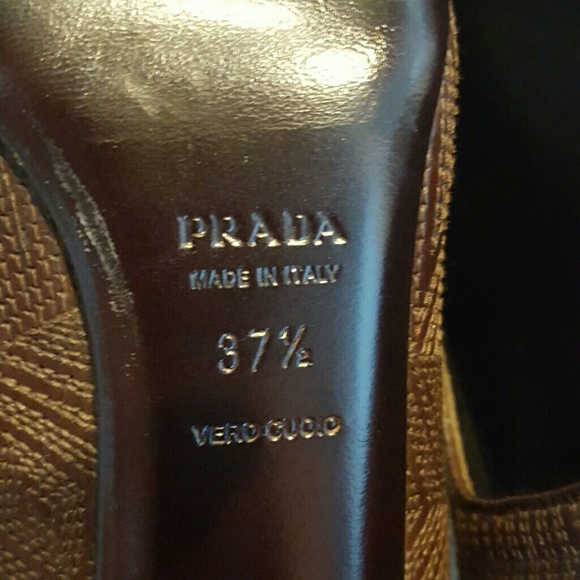 PRADA
MADE IN ITALY
37½
VERO CUOIO